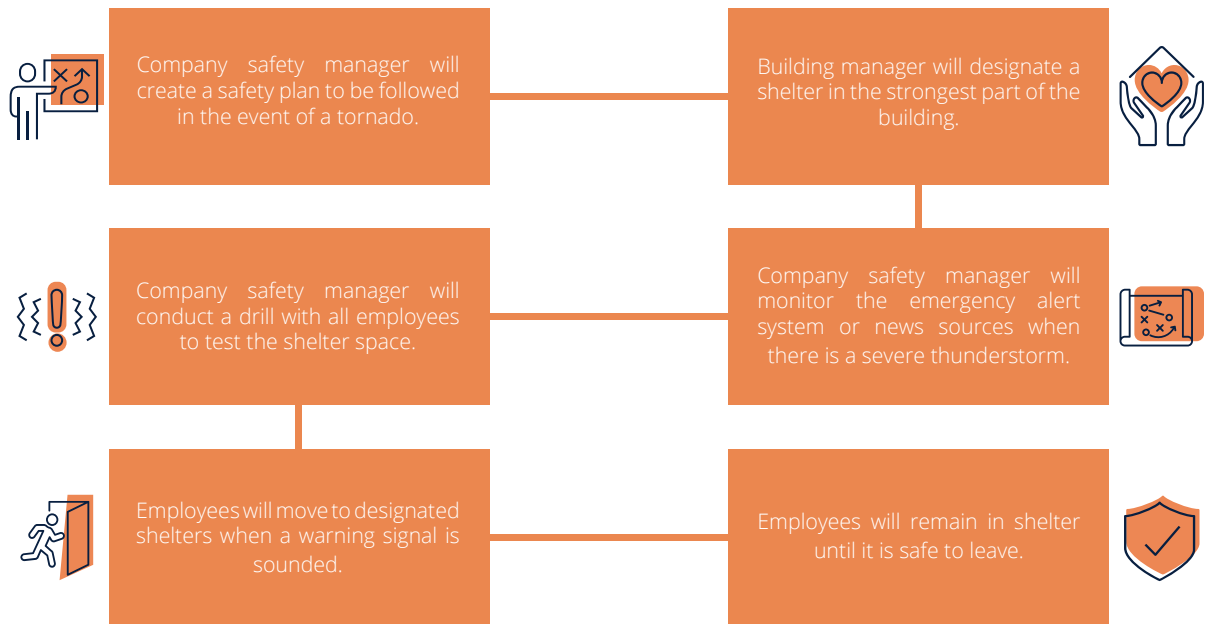 Company safety manager will
create a safety plan to be followed
in the event of a tornado.
Building manager will designate a
shelter in the strongest part of the
building.
Company safety manager will
monitor the emergency alert
system or news sources when
there is a severe thunderstorm.
Company safety manager will
conduct a drill with all employees
to test the shelter space.
Employees will move to designated
shelters when a warning signal is
sounded.
Employees will remain in shelter
until it is safe to leave.